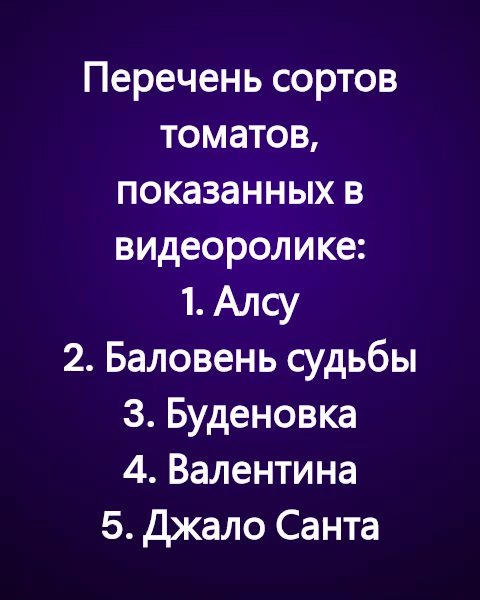 Перечень сортов
томатов,
показанных в
видеоролике:
1. Алсу
2. Баловень судьбы
3. Буденовка
4. Валентина
5. Джало Санта